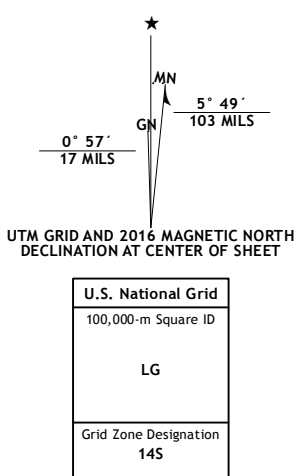 ★
MN
GN
5° 49´
103 MILS
0° 57´
17 MILS
UTM GRID AND 2016 MAGNETIC NORTH
DECLINATION AT CENTER OF SHEET
U.S. National Grid
100,000-m Square ID
LG
Grid Zone Designation
14S